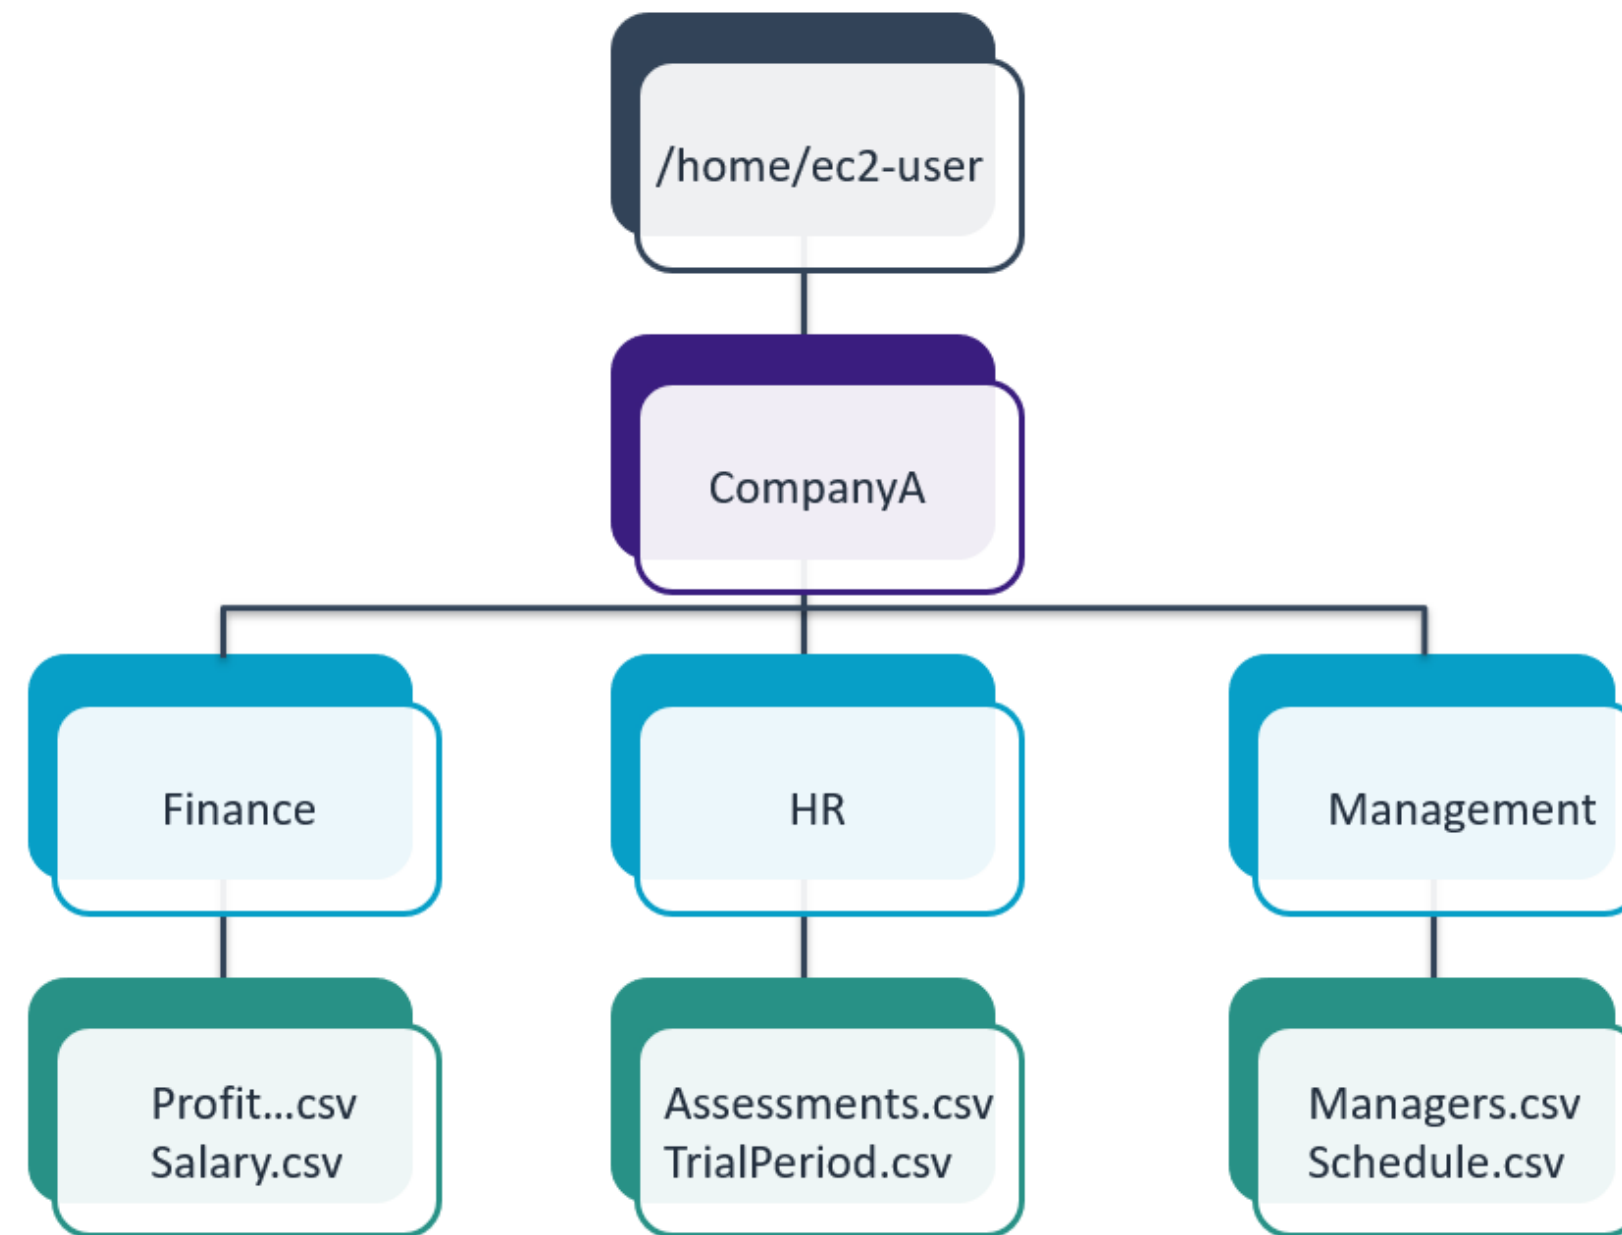 /home/ec2-user
CompanyA
Finance
HR
Management
Profit...csv
Salary.csv
Assessments.csv
TrialPeriod.csv
Managers.csv
Schedule.csv